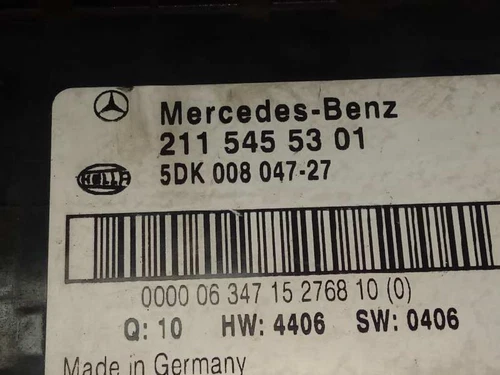 Mercedes-Benz
211 545 53 01
HELLA
5DK 008 047-27
0000 06 347 15 2768 10 (0)
Q: 10 HW: 4406 SW: 0406
Made in Germany